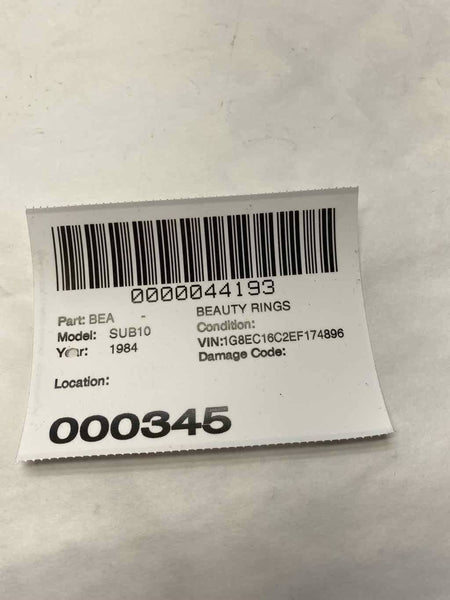 0000044193
Part: BEA - BEAUTY RINGS
Model: SUB10 Condition:
Year: 1984 VIN:1G8EC16C2EF174896
Damage Code:
Location:
000345